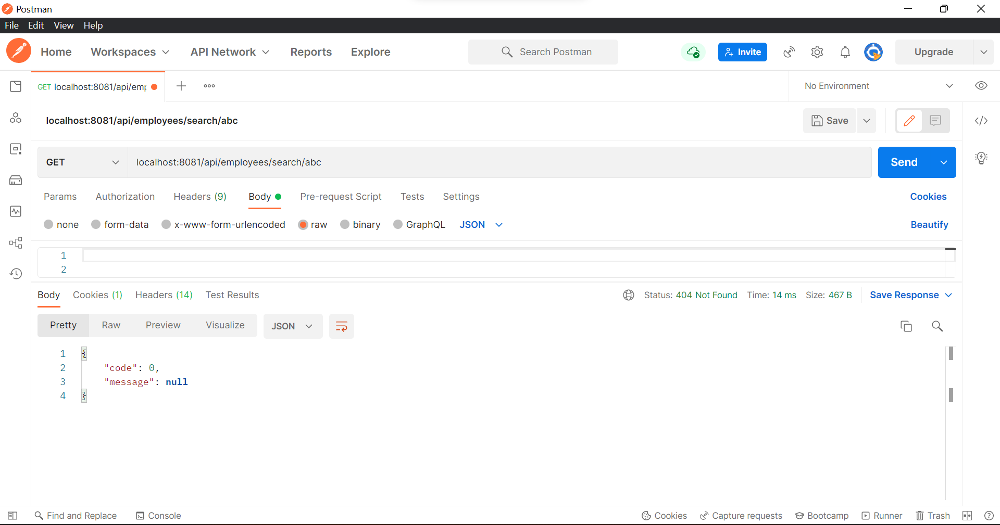 Postman
File Edit View Help
Home Workspaces API Network Reports Explore Search Postman Invite Upgrade
GET localhost:8081/api/emp No Environment
localhost:8081/api/employees/search/abc Save
GET localhost:8081/api/employees/search/abc Send
Params Authorization Headers (9) Body Pre-request Script Tests Settings Cookies
none form-data x-www-form-urlencoded raw binary GraphQL JSON Beautify
1
2
Body Cookies (1) Headers (14) Test Results Status: 404 Not Found Time: 14 ms Size: 467 B Save Response
Pretty Raw Preview Visualize JSON
1 {
2 "code": 0,
3 "message": null
4 }
Find and Replace Console Cookies Capture requests Bootcamp Runner Trash